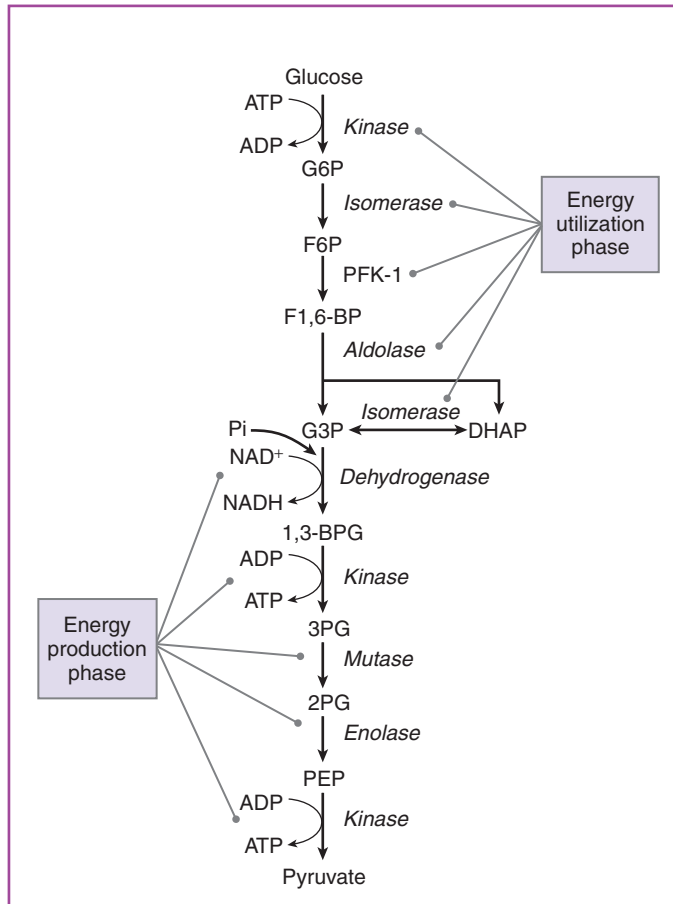 Glucose
ATP
Kinase
ADP
G6P
Isomerase
Energy
utilization
phase
F6P
PFK-1
F1,6-BP
Aldolase
Isomerase
Pi
G3P
DHAP
NAD⁺
Dehydrogenase
NADH
1,3-BPG
ADP
Kinase
ATP
Energy
production
phase
3PG
Mutase
2PG
Enolase
PEP
ADP
Kinase
ATP
Pyruvate